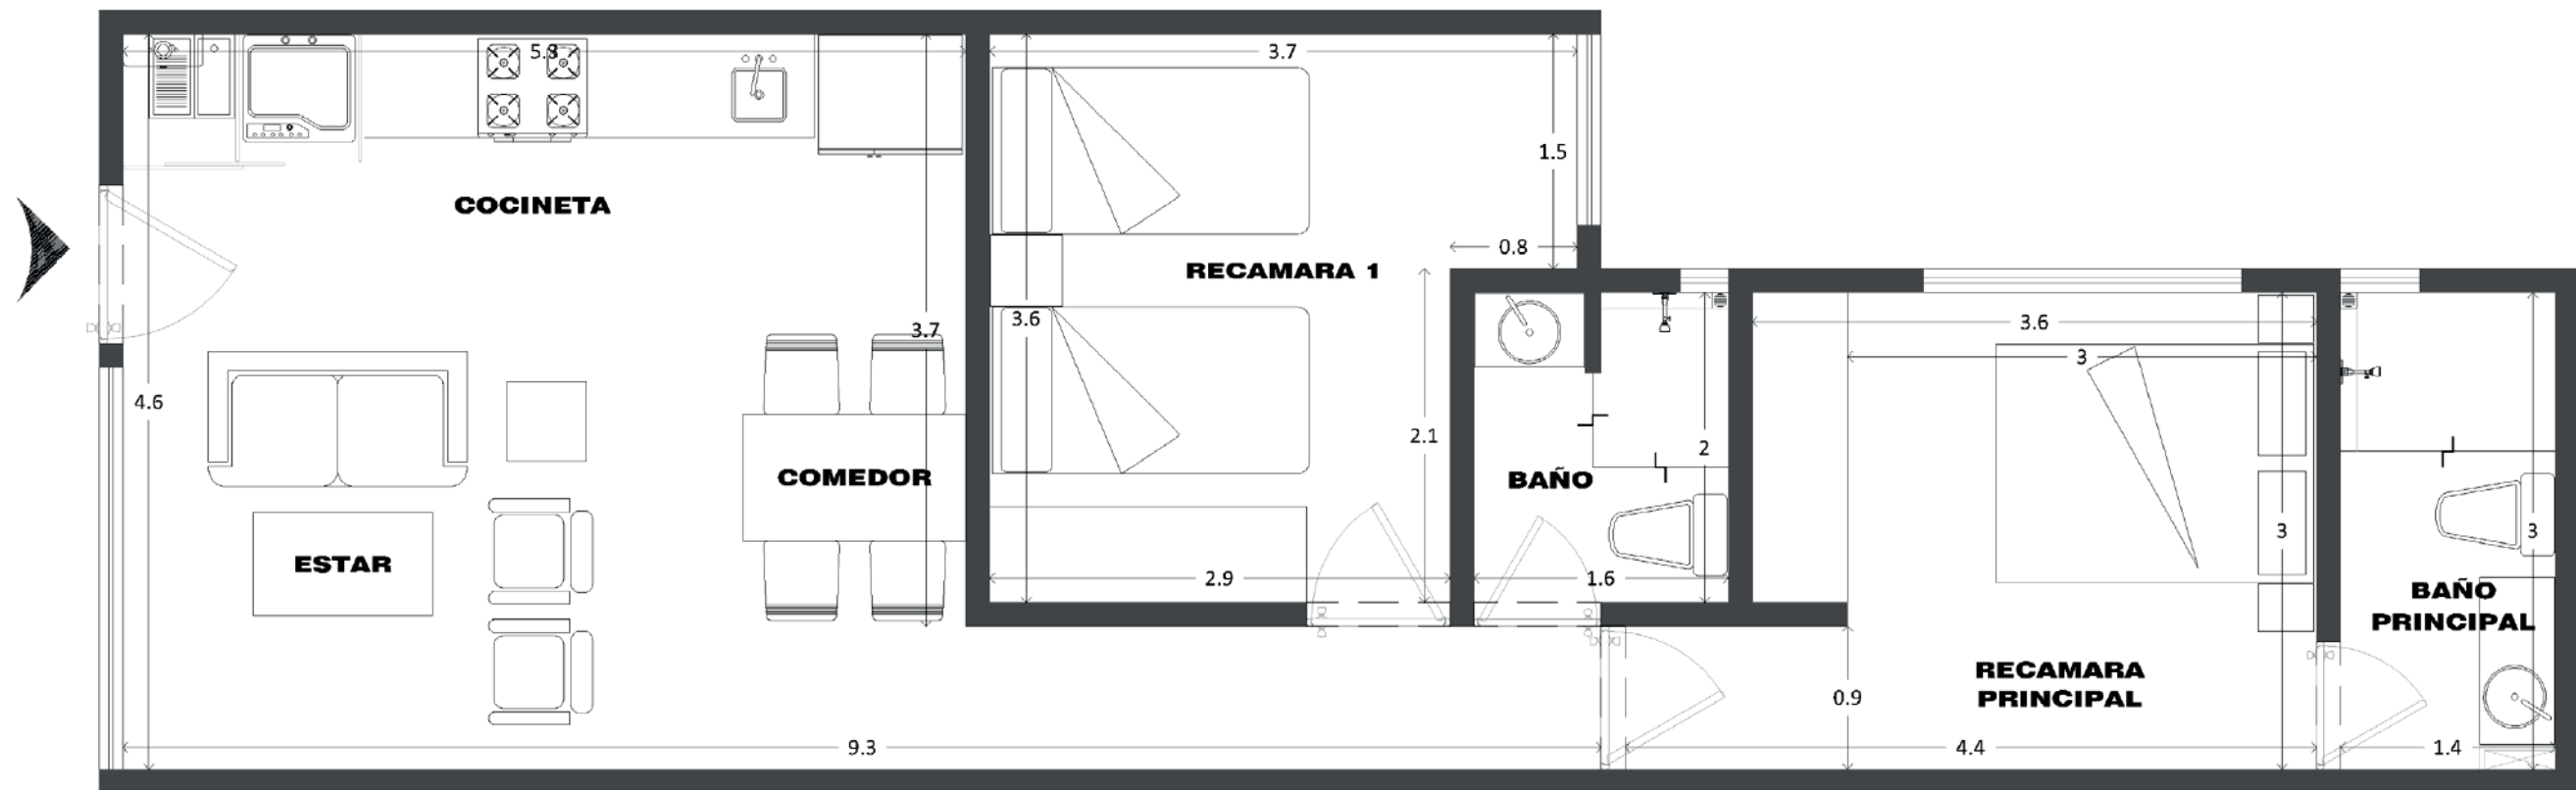 5.3
3.7
1.5
COCINETA
0.8
RECAMARA 1
3.6
3.7
3.6
3
4.6
2.1
2
COMEDOR
BAÑO
3
3
ESTAR
2.9
1.6
BAÑO
PRINCIPAL
RECAMARA
PRINCIPAL
0.9
9.3
4.4
1.4